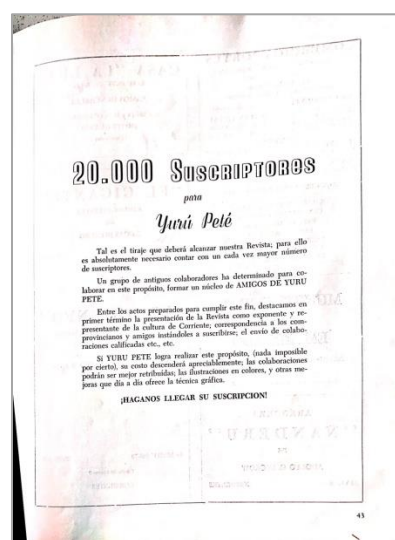 20.000 SUSCRIPTORES
para
Yurú Peté
Tal es el tiraje que deberá alcanzar nuestra Revista; para ello
es absolutamente necesario contar con un cada vez mayor número
de suscriptores.
Un grupo de antiguos colaboradores ha determinado para co-
laborar en este propósito, formar un núcleo de AMIGOS DE YURU
PETE.
Entre los actos preparados para cumplir este fin, destacamos en
primer término la presentación de la Revista como exponente y re-
presentante de la cultura de Corriente; correspondencia a los com-
provincianos y amigos instándoles a suscribirse; el envío de colabo-
raciones calificadas etc., etc.
Si YURU PETE logra realizar este propósito, (nada imposible
por cierto), su costo descenderá apreciablemente; las colaboraciones
podrán ser mejor retribuídas; las ilustraciones en colores, y otras me-
joras que día a día ofrece la técnica gráfica.
¡HAGANOS LLEGAR SU SUSCRIPCION!
43